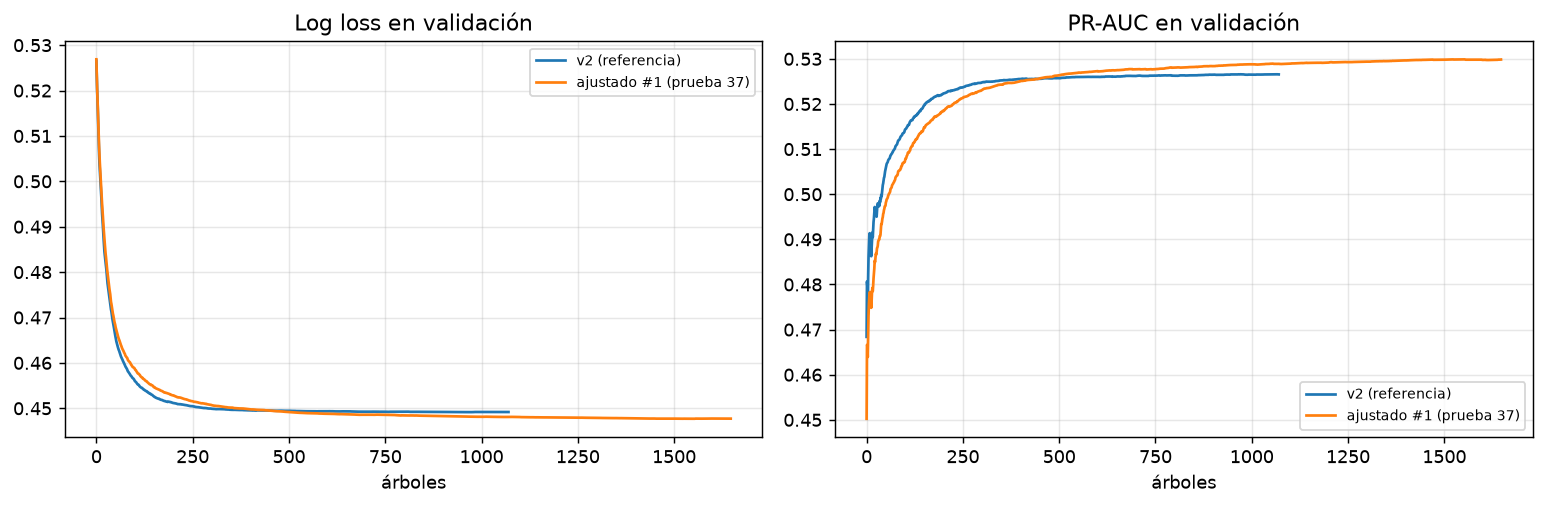 Log loss en validación
0.53
0.52
0.51
0.50
0.49
0.48
0.47
0.46
0.45
v2 (referencia)
ajustado #1 (prueba 37)
0 250 500 750 1000 1250 1500
árboles
PR-AUC en validación
0.53
0.52
0.51
0.50
0.49
0.48
0.47
0.46
0.45
v2 (referencia)
ajustado #1 (prueba 37)
0 250 500 750 1000 1250 1500
árboles